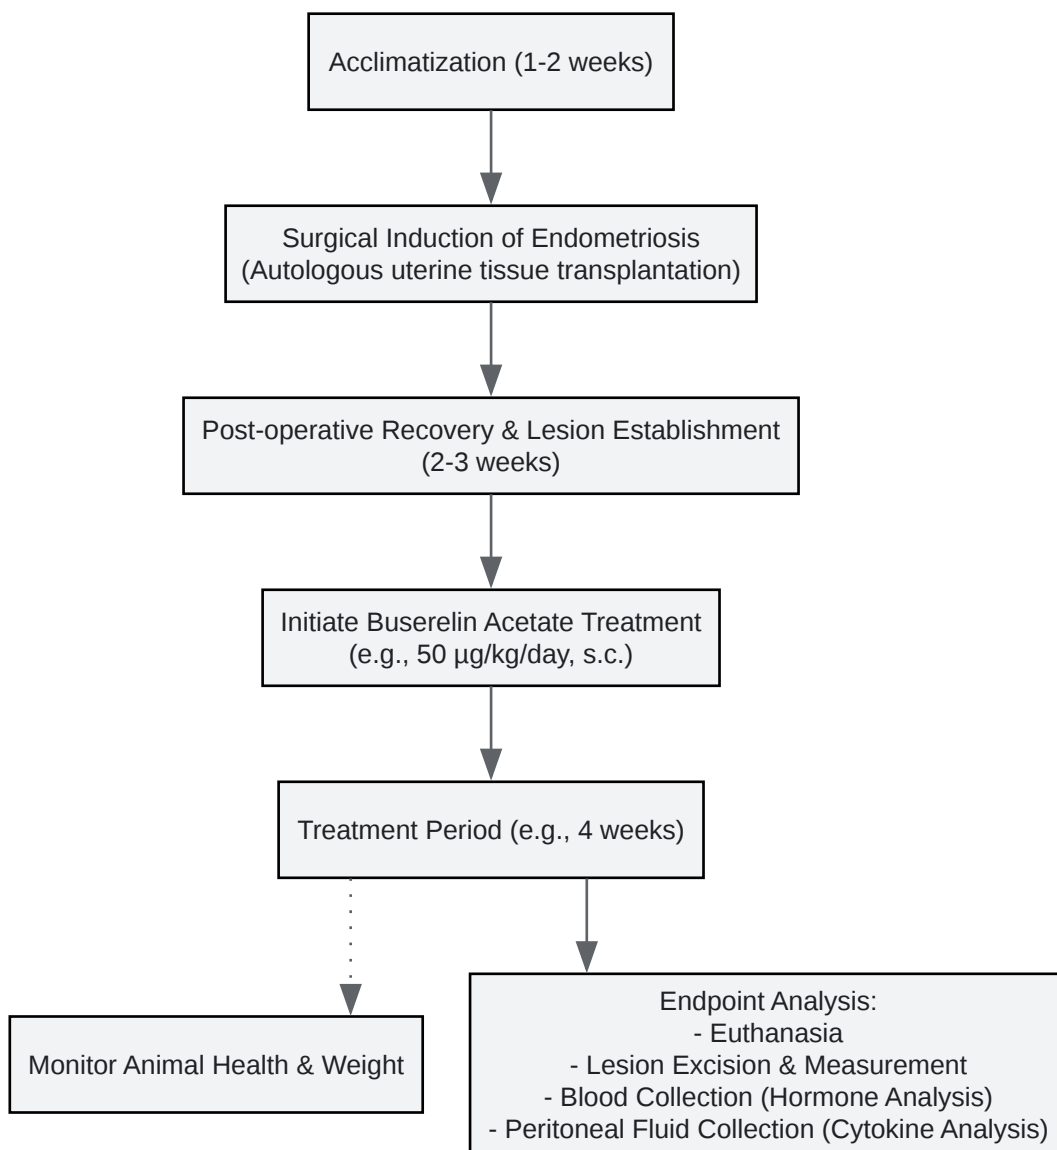 Acclimatization (1-2 weeks)
Surgical Induction of Endometriosis
(Autologous uterine tissue transplantation)
Post-operative Recovery & Lesion Establishment
(2-3 weeks)
Initiate Buserelin Acetate Treatment
(e.g., 50 µg/kg/day, s.c.)
Treatment Period (e.g., 4 weeks)
Monitor Animal Health & Weight
Endpoint Analysis:
- Euthanasia
- Lesion Excision & Measurement
- Blood Collection (Hormone Analysis)
- Peritoneal Fluid Collection (Cytokine Analysis)